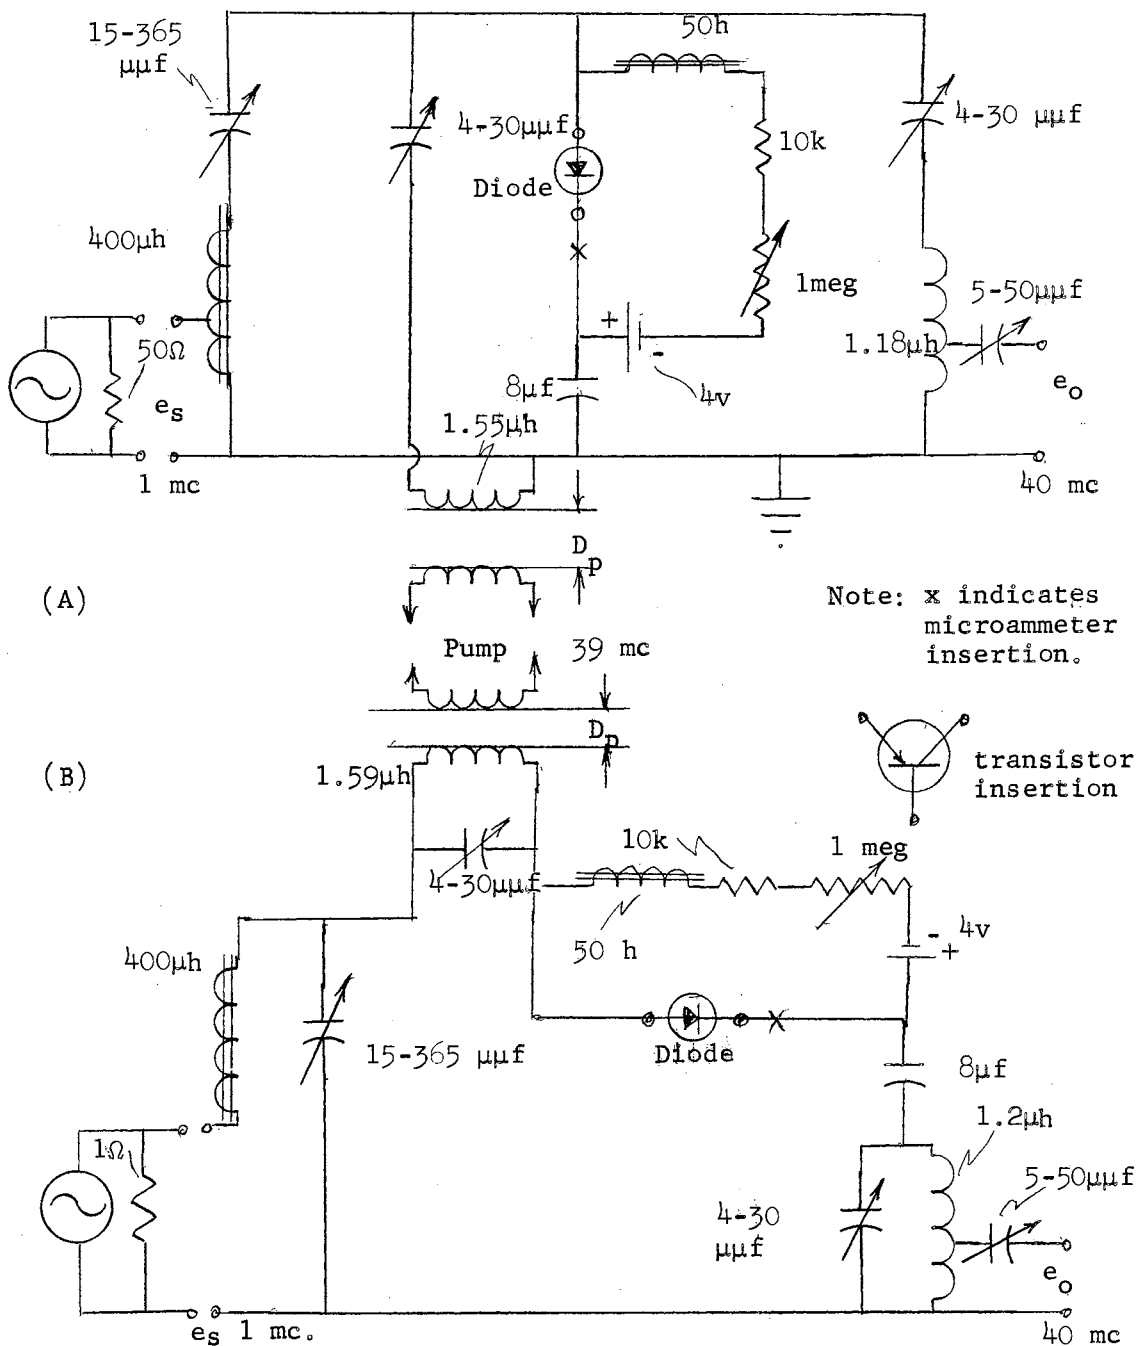 15-365
μμf
50h
4-30μμf
4-30 μμf
10k
Diode
400μh
1meg
5-50μμf
+
50Ω
1.18μh
-
8μf
4v
e_s
e_o
1.55μh
1 mc
40 mc
D_p
(A)
Note: x indicates
microammeter
insertion.
Pump
39 mc
D_p
(B)
1.59μh
transistor
insertion
10k
1 meg
4-30μμf
-
+
4v
50 h
400μh
15-365 μμf
Diode
8μf
1.2μh
1Ω
5-50μμf
4-30
μμf
e_o
e_s 1 mc.
40 mc